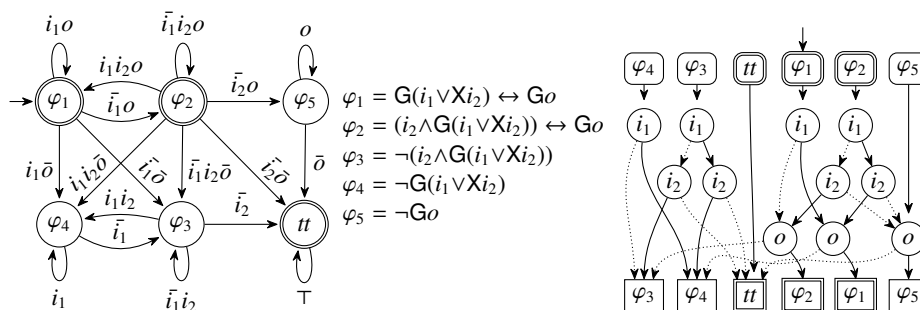 i₁o ī₁i₂o o
i₁i₂o ī₂o
φ₁ φ₂ φ₅
ī₁o
i₁ō i₁i₂ō ī₁ō ī₁i₂ō ī₂ō ō
i₁i₂ ī₂
φ₄ φ₃ tt
ī₁
i₁ ī₁i₂ ⊤
φ₁ = G(i₁∨Xi₂) ↔ Go
φ₂ = (i₂∧G(i₁∨Xi₂)) ↔ Go
φ₃ = ¬(i₂∧G(i₁∨Xi₂))
φ₄ = ¬G(i₁∨Xi₂)
φ₅ = ¬Go
φ₄ φ₃ tt φ₁ φ₂ φ₅
i₁ i₁ i₁ i₁
i₂ i₂ i₂ i₂
o o o
φ₃ φ₄ tt φ₂ φ₁ φ₅